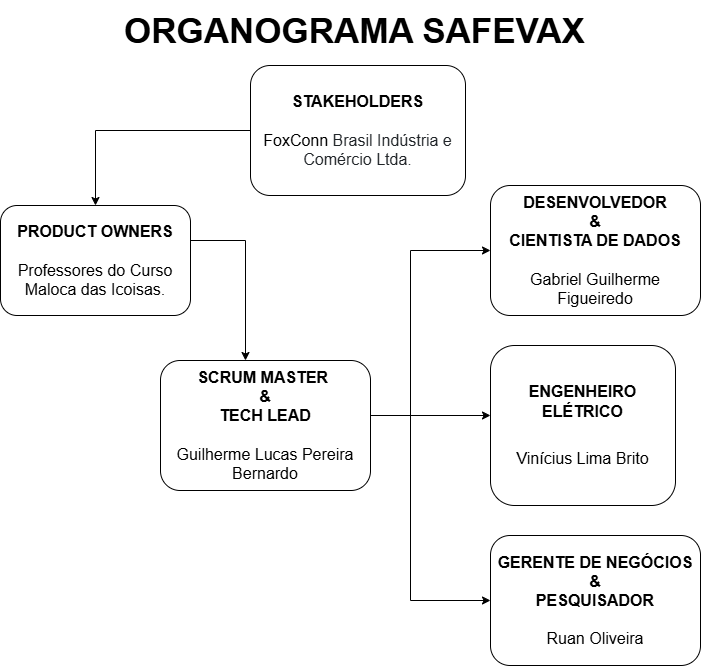 ORGANOGRAMA SAFEVAX
STAKEHOLDERS
FoxConn Brasil Indústria e
Comércio Ltda.
PRODUCT OWNERS
Professores do Curso
Maloca das Icoisas.
SCRUM MASTER
&
TECH LEAD
Guilherme Lucas Pereira
Bernardo
DESENVOLVEDOR
&
CIENTISTA DE DADOS
Gabriel Guilherme
Figueiredo
ENGENHEIRO
ELÉTRICO
Vinícius Lima Brito
GERENTE DE NEGÓCIOS
&
PESQUISADOR
Ruan Oliveira